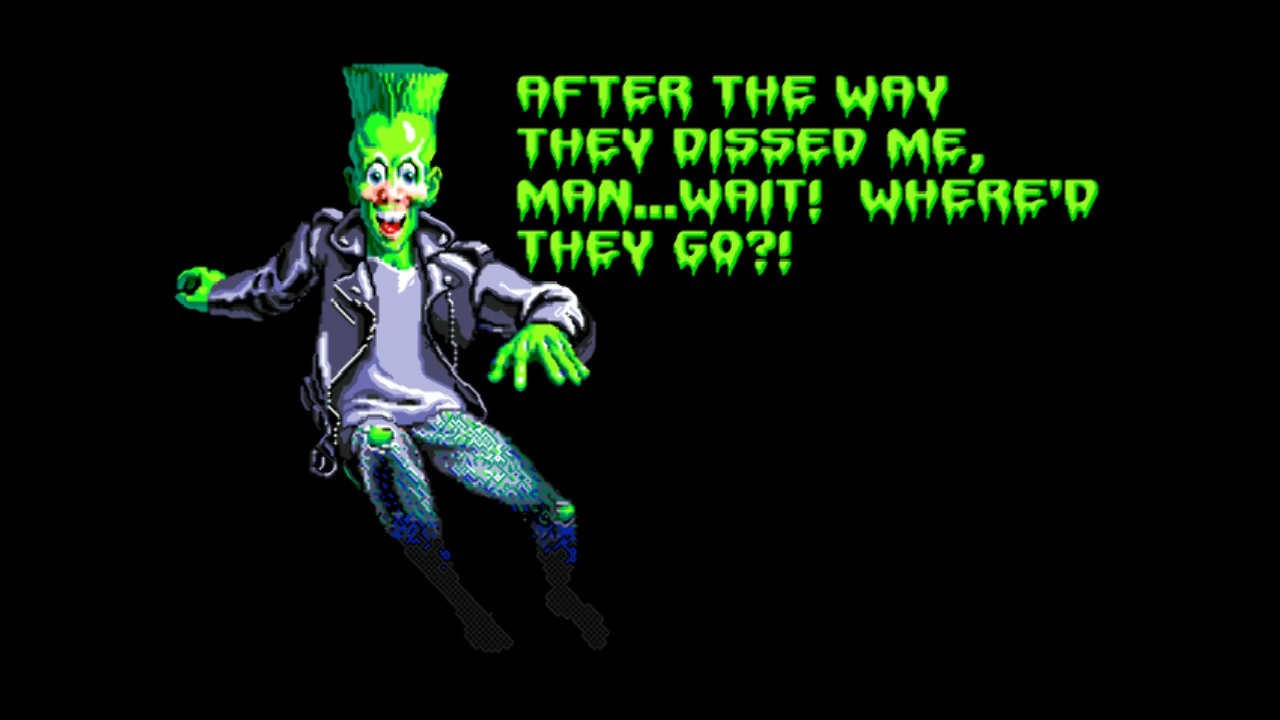 AFTER THE WAY
THEY DISSED ME,
MAN...WAIT!  WHERE'D
THEY GO?!